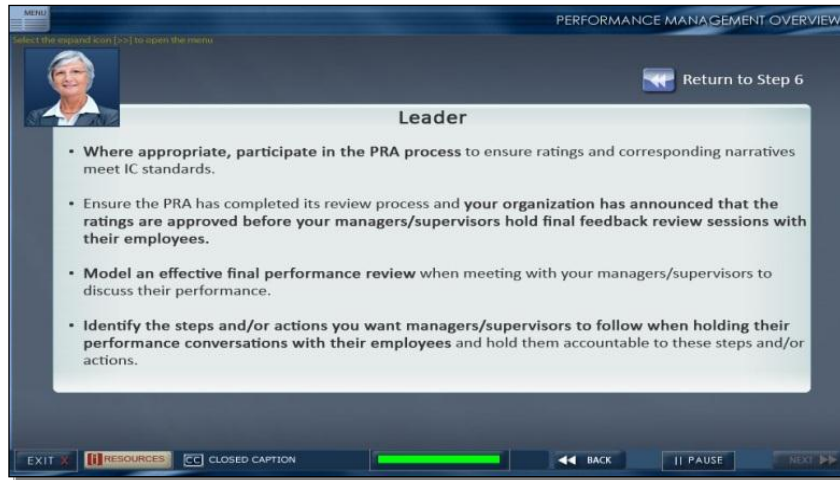 MENU
PERFORMANCE MANAGEMENT OVERVIEW
Select the expand icon [>>] to open the menu
Return to Step 6
Leader
• Where appropriate, participate in the PRA process to ensure ratings and corresponding narratives
meet IC standards.
• Ensure the PRA has completed its review process and your organization has announced that the
ratings are approved before your managers/supervisors hold final feedback review sessions with
their employees.
• Model an effective final performance review when meeting with your managers/supervisors to
discuss their performance.
• Identify the steps and/or actions you want managers/supervisors to follow when holding their
performance conversations with their employees and hold them accountable to these steps and/or
actions.
EXIT X RESOURCES CC CLOSED CAPTION BACK || PAUSE NEXT